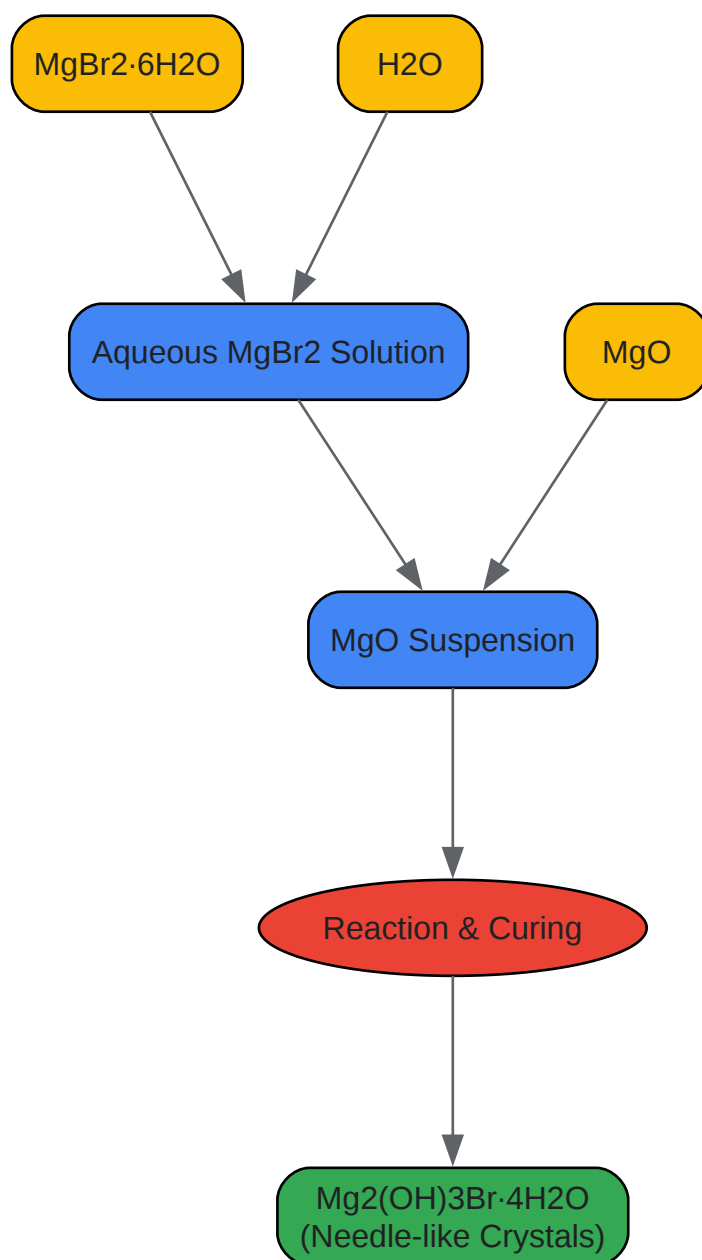 MgBr2·6H2O
H2O
Aqueous MgBr2 Solution
MgO
MgO Suspension
Reaction & Curing
Mg2(OH)3Br·4H2O
(Needle-like Crystals)